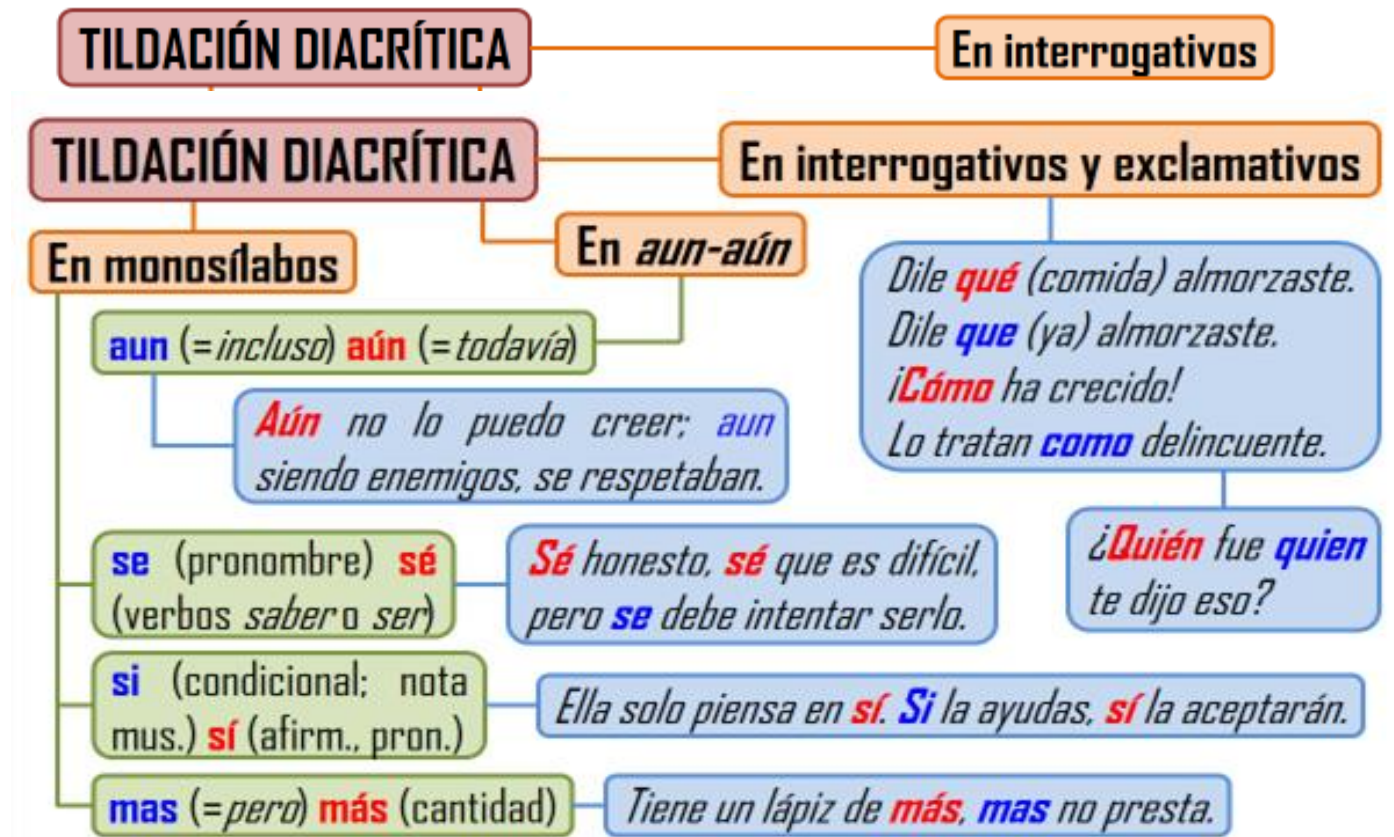 TILDACIÓN DIACRÍTICA
En interrogativos
TILDACIÓN DIACRÍTICA
En interrogativos y exclamativos
En monosílabos
En aun-aún
aun (=incluso) aún (=todavía)
Aún no lo puedo creer; aun
siendo enemigos, se respetaban.
Dile qué (comida) almorzaste.
Dile que (ya) almorzaste.
¡Cómo ha crecido!
Lo tratan como delincuente.
¿Quién fue quien
te dijo eso?
se (pronombre) sé
(verbos saber o ser)
Sé honesto, sé que es difícil,
pero se debe intentar serlo.
si (condicional; nota
mus.) sí (afirm., pron.)
Ella solo piensa en sí. Si la ayudas, sí la aceptarán.
mas (=pero) más (cantidad)
Tiene un lápiz de más, mas no presta.